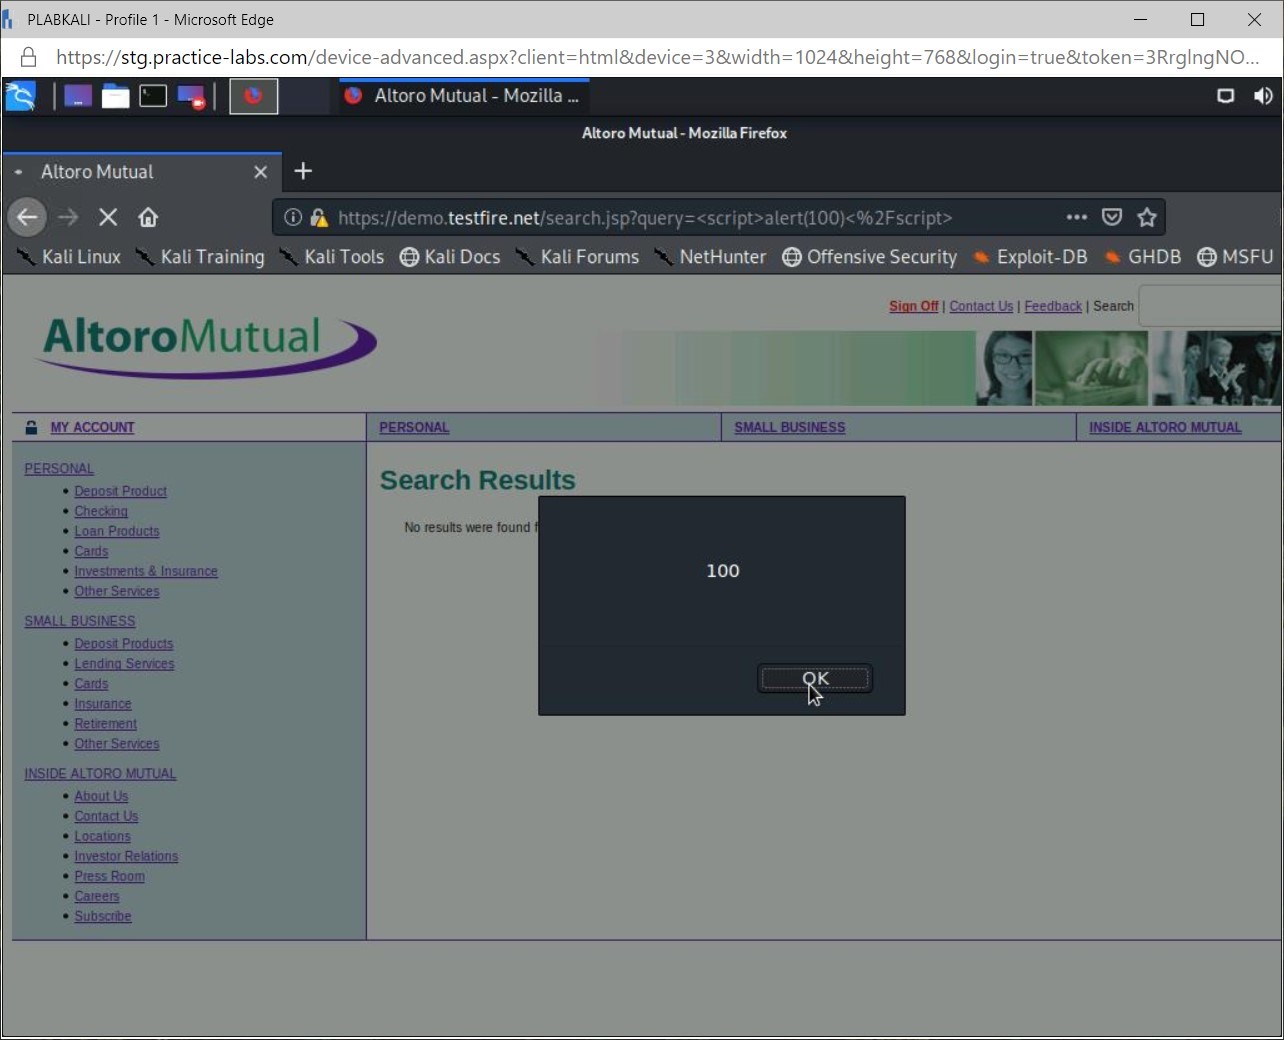 PLABKALI - Profile 1 - Microsoft Edge
https://stg.practice-labs.com/device-advanced.aspx?client=html&device=3&width=1024&height=768&login=true&token=3RrglngNO...
Altoro Mutual - Mozilla ...
Altoro Mutual - Mozilla Firefox
Altoro Mutual
https://demo.testfire.net/search.jsp?query=<script>alert(100)<%2Fscript>
Kali Linux Kali Training Kali Tools Kali Docs Kali Forums NetHunter Offensive Security Exploit-DB GHDB MSFU
Sign Off | Contact Us | Feedback | Search
AltoroMutual
MY ACCOUNT PERSONAL SMALL BUSINESS INSIDE ALTORO MUTUAL
PERSONAL
Deposit Product
Checking
Loan Products
Cards
Investments & Insurance
Other Services
SMALL BUSINESS
Deposit Products
Lending Services
Cards
Insurance
Retirement
Other Services
INSIDE ALTORO MUTUAL
About Us
Contact Us
Locations
Investor Relations
Press Room
Careers
Subscribe
Search Results
No results were found f
100
OK